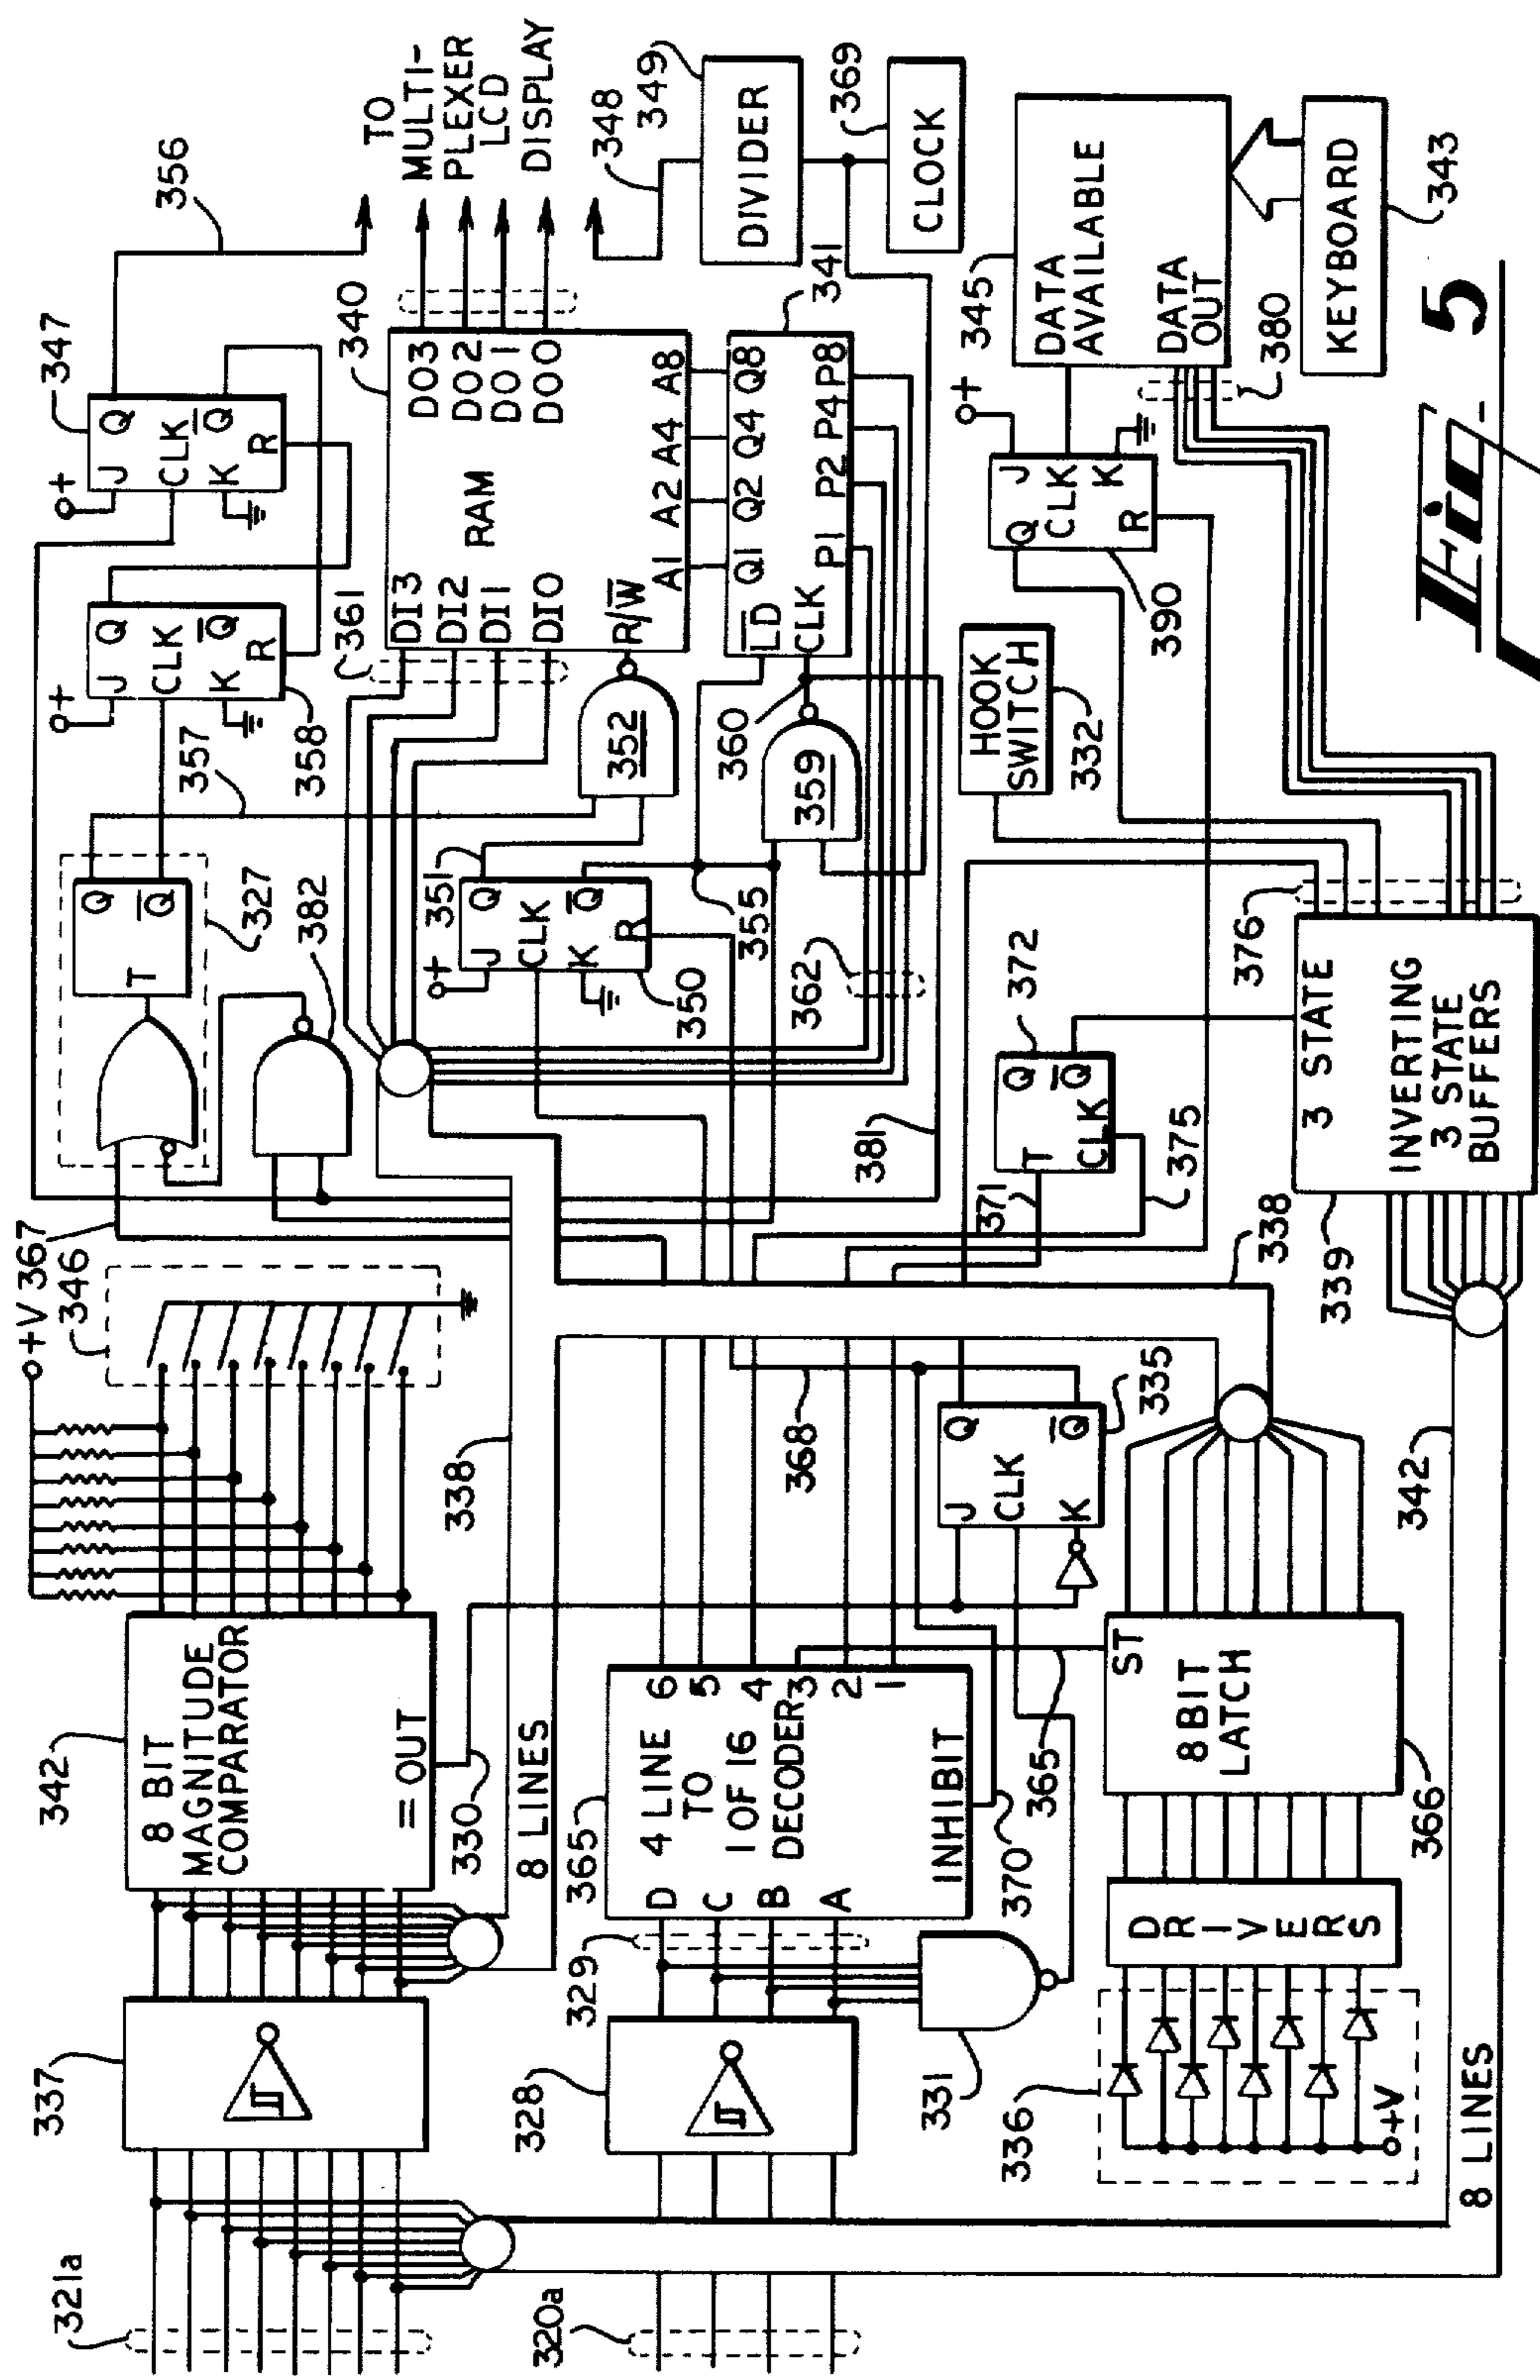 321a
337
342
8 BIT
MAGNITUDE
COMPARATOR
= OUT
330
+V
346
367
T
Q
Q̅
327
382
357
+
J
CLK
K
Q
Q̅
R
358
+
J
CLK
K
Q
Q̅
R
347
356
TO
MULTI-
PLEXER
LCD
DISPLAY
338
8 LINES
361
DI3
DI2
DI1
DI0
R/W̅
RAM
DO3
DO2
DO1
DO0
A1 A2 A4 A8
340
351
+
J
CLK
K
Q
Q̅
R
350
352
355
359
360
L̅D̅
CLK
Q1 Q2 Q4 Q8
P1 P2 P4 P8
341
348
349
DIVIDER
369
CLOCK
362
381
320a
328
329
365
D
C
B
A
4 LINE
TO
1 OF 16
DECODER
INHIBIT
6
5
4
3
2
1
331
370
365
368
J
CLK
K
Q
Q̅
335
371
T
CLK
Q
Q̅
372
375
HOOK
SWITCH
332
+
J
CLK
K
Q
R
390
345
DATA
AVAILABLE
DATA
OUT
380
KEYBOARD
343
336
+V
DRIVERS
ST
8 BIT
LATCH
366
338
339
3 STATE
INVERTING
3 STATE
BUFFERS
376
342
8 LINES
Fig. 5